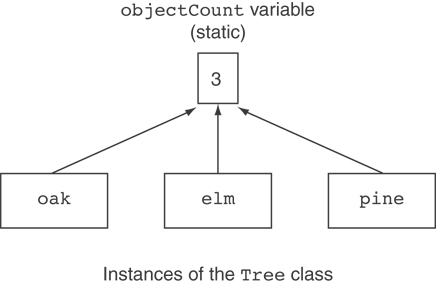 objectCount variable
(static)
3
oak
elm
pine
Instances of the Tree class